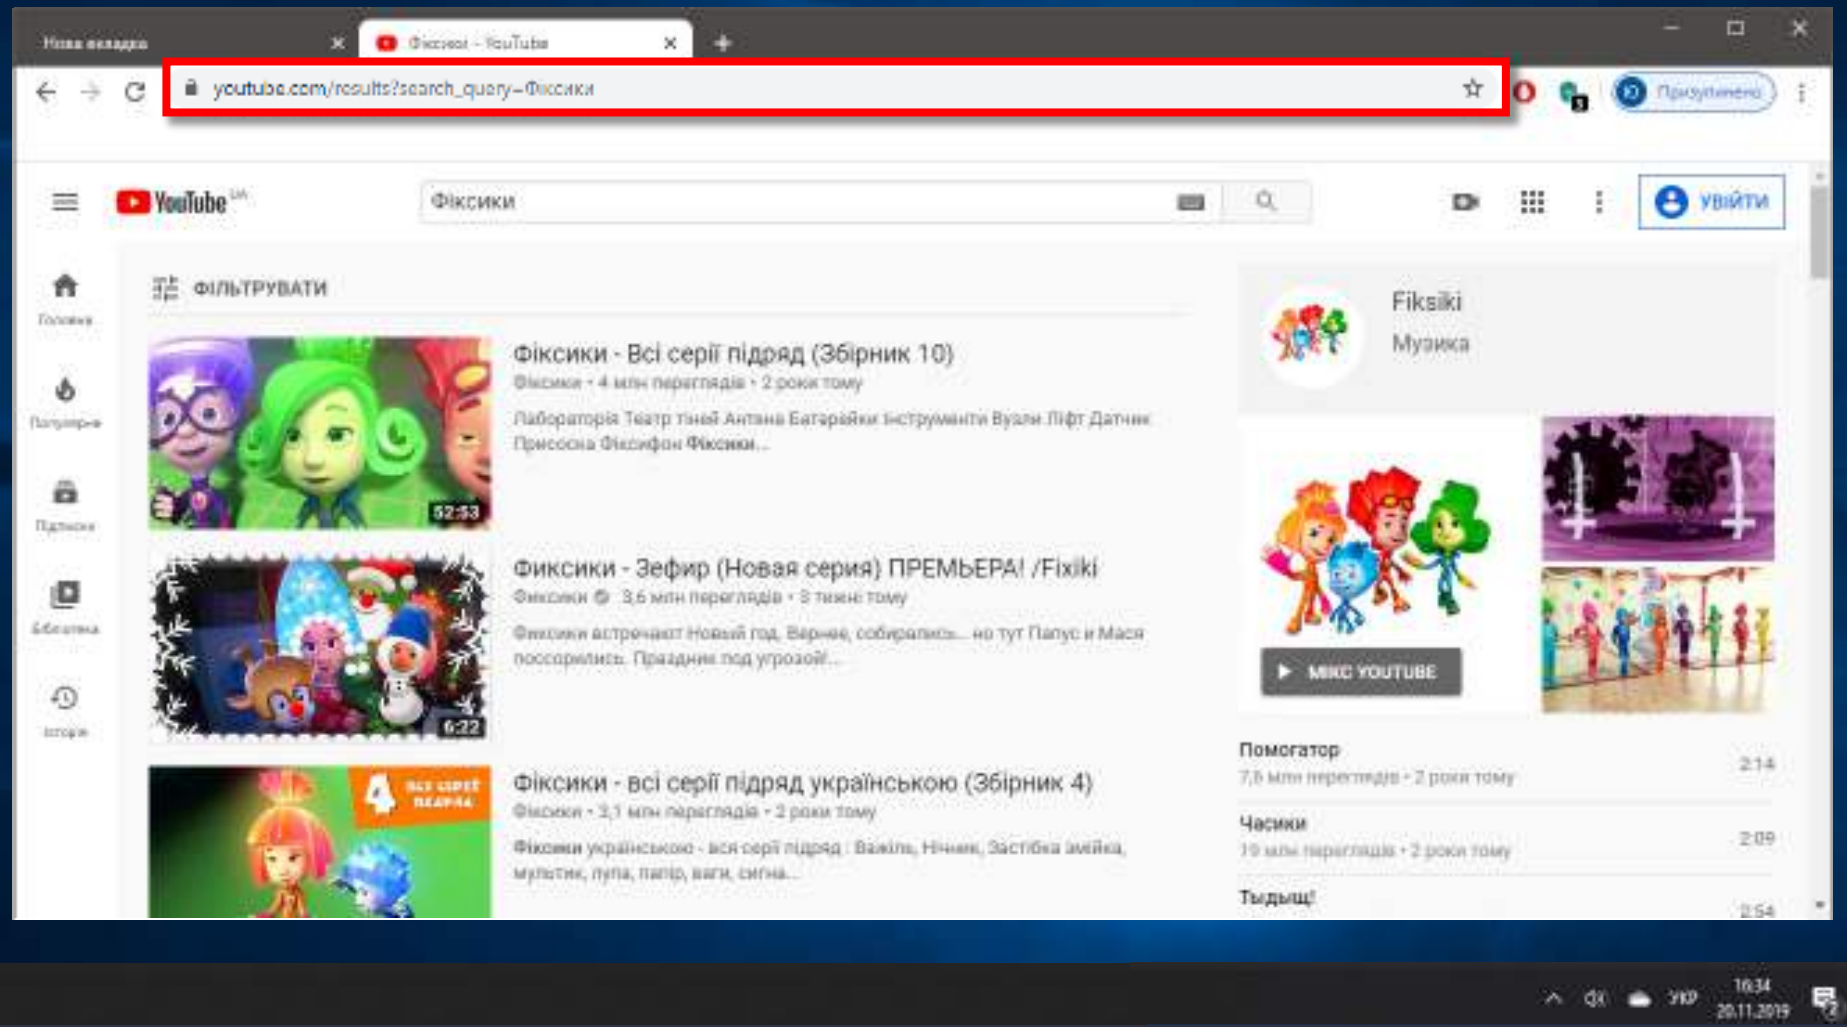 Нова вкладка
Фіксики - YouTube
youtube.com/results?search_query=Фіксики
Призупинено
YouTube UA
Фіксики
УВІЙТИ
Головна
Популярне
Підписки
Бібліотека
Історія
ФІЛЬТРУВАТИ
Фіксики - Всі серії підряд (Збірник 10)
Фіксики • 4 млн переглядів • 2 роки тому
Лабораторія Театр тіней Антена Батарейки Інструменти Вузли Ліфт Датчик
Присоска Фіксифон Фіксики...
52:53
Фиксики - Зефир (Новая серия) ПРЕМЬЕРА! /Fixiki
Фиксики 3,6 млн переглядів • 3 тижні тому
Фиксики встречают Новый год. Вернее, собирались... но тут Папус и Мася
поссорились. Праздник под угрозой!...
6:22
4 ВСІ СЕРІЇ
ПІДРЯД
Фіксики - всі серії підряд українською (Збірник 4)
Фіксики • 3,1 млн переглядів • 2 роки тому
Фіксики українською - вся серії підряд : Важіль, Нічник, Застібка змійка,
мультик, лупа, папір, ваги, сигна...
Fiksiki
Музика
МІКС YOUTUBE
Помогатор
7,6 млн переглядів • 2 роки тому
2:14
Часики
19 млн переглядів • 2 роки тому
2:09
Тыдыщ!
2:54
УКР
16:34
20.11.2019